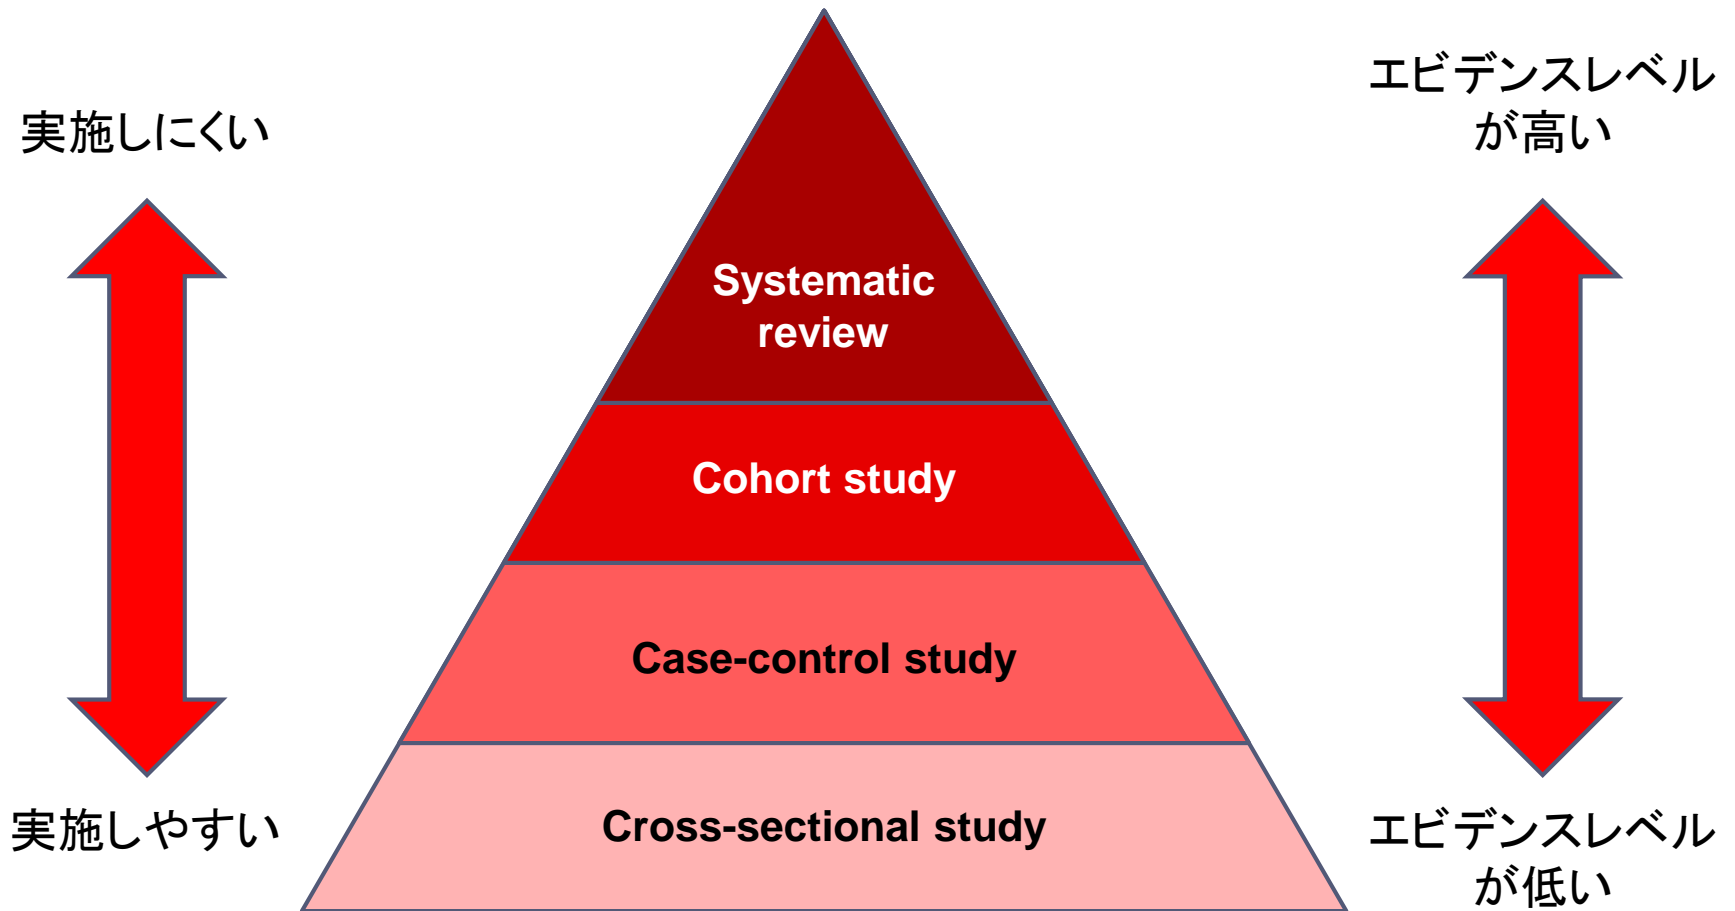 実施しにくい
エビデンスレベル
が高い
Systematic
review
Cohort study
Case-control study
Cross-sectional study
実施しやすい
エビデンスレベル
が低い